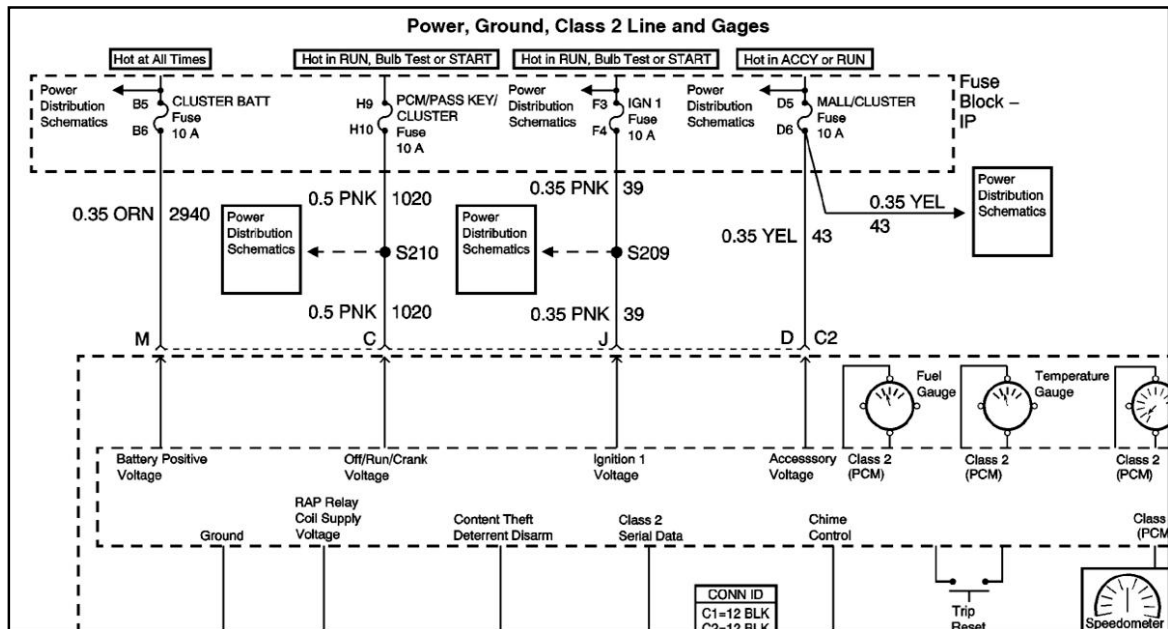 Power, Ground, Class 2 Line and Gages
Hot at All Times
Hot in RUN, Bulb Test or START
Hot in RUN, Bulb Test or START
Hot in ACCY or RUN
Power
Distribution
Schematics
B5
B6
CLUSTER BATT
Fuse
10 A
H9
H10
PCM/PASS KEY/
CLUSTER
Fuse
10 A
Power
Distribution
Schematics
F3
F4
IGN 1
Fuse
10 A
Power
Distribution
Schematics
D5
D6
MALL/CLUSTER
Fuse
10 A
Fuse
Block –
IP
0.35 ORN 2940
0.5 PNK 1020
0.35 PNK 39
0.35 YEL
43
Power
Distribution
Schematics
Power
Distribution
Schematics
S210
Power
Distribution
Schematics
S209
0.35 YEL 43
0.5 PNK 1020
0.35 PNK 39
M
C
J
D C2
Fuel
Gauge
Temperature
Gauge
Battery Positive
Voltage
Off/Run/Crank
Voltage
Ignition 1
Voltage
Accesssory
Voltage
Class 2
(PCM)
Class 2
(PCM)
Class 2
(PCM)
Ground
RAP Relay
Coil Supply
Voltage
Content Theft
Deterrent Disarm
Class 2
Serial Data
Chime
Control
Class
(PCM
CONN ID
C1=12 BLK
C2=12 BLK
Trip
Reset
Speedometer